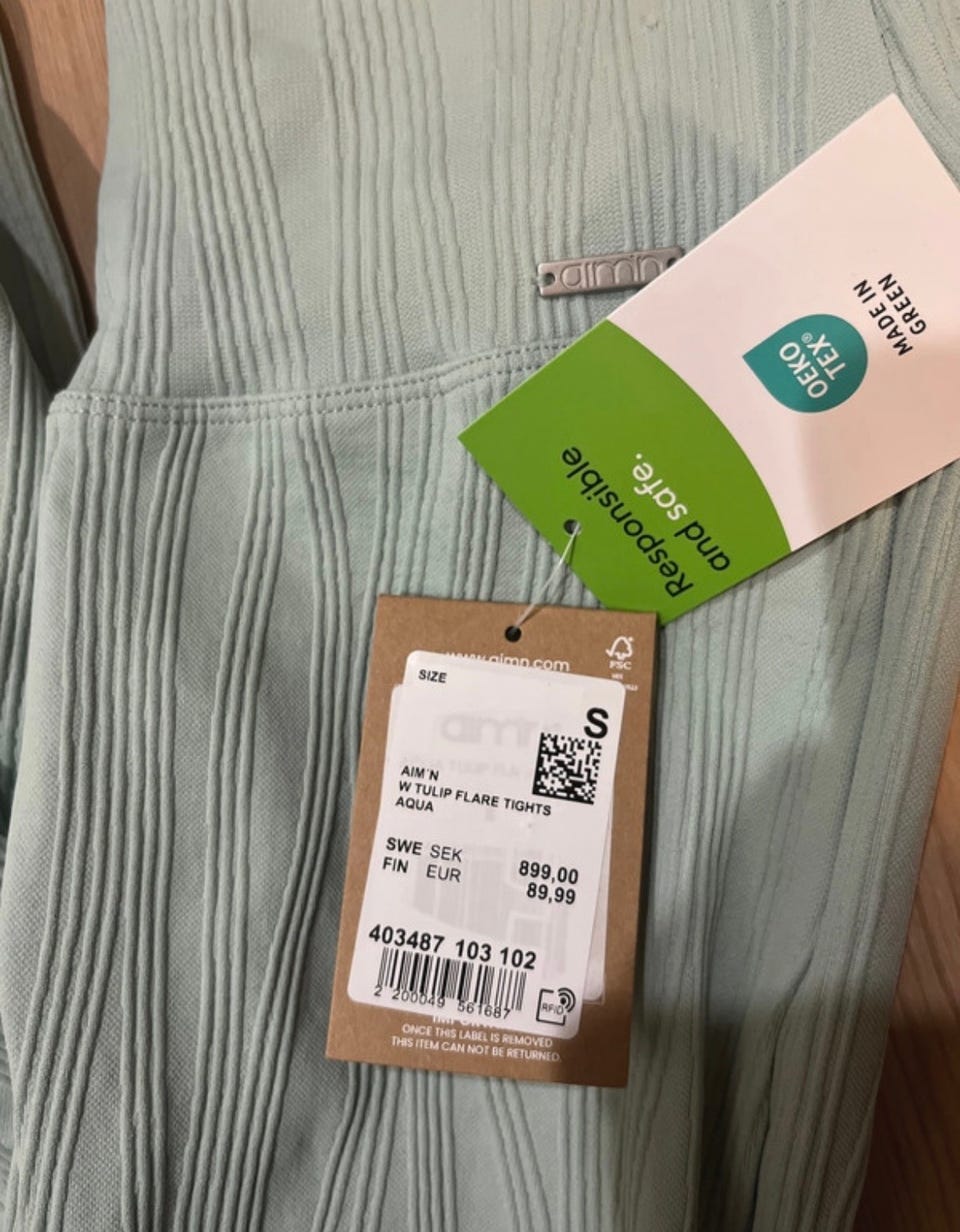 aim'n
MADE IN
GREEN
OEKO
TEX®
Responsible
and safe.
www.aimn.com
FSC
MIX
SIZE
S
AIM'N
W TULIP FLARE TIGHTS
AQUA
SWE SEK 899,00
FIN EUR 89,99
403487 103 102
2 200049 561687
RFID
ONCE THIS LABEL IS REMOVED
THIS ITEM CAN NOT BE RETURNED.